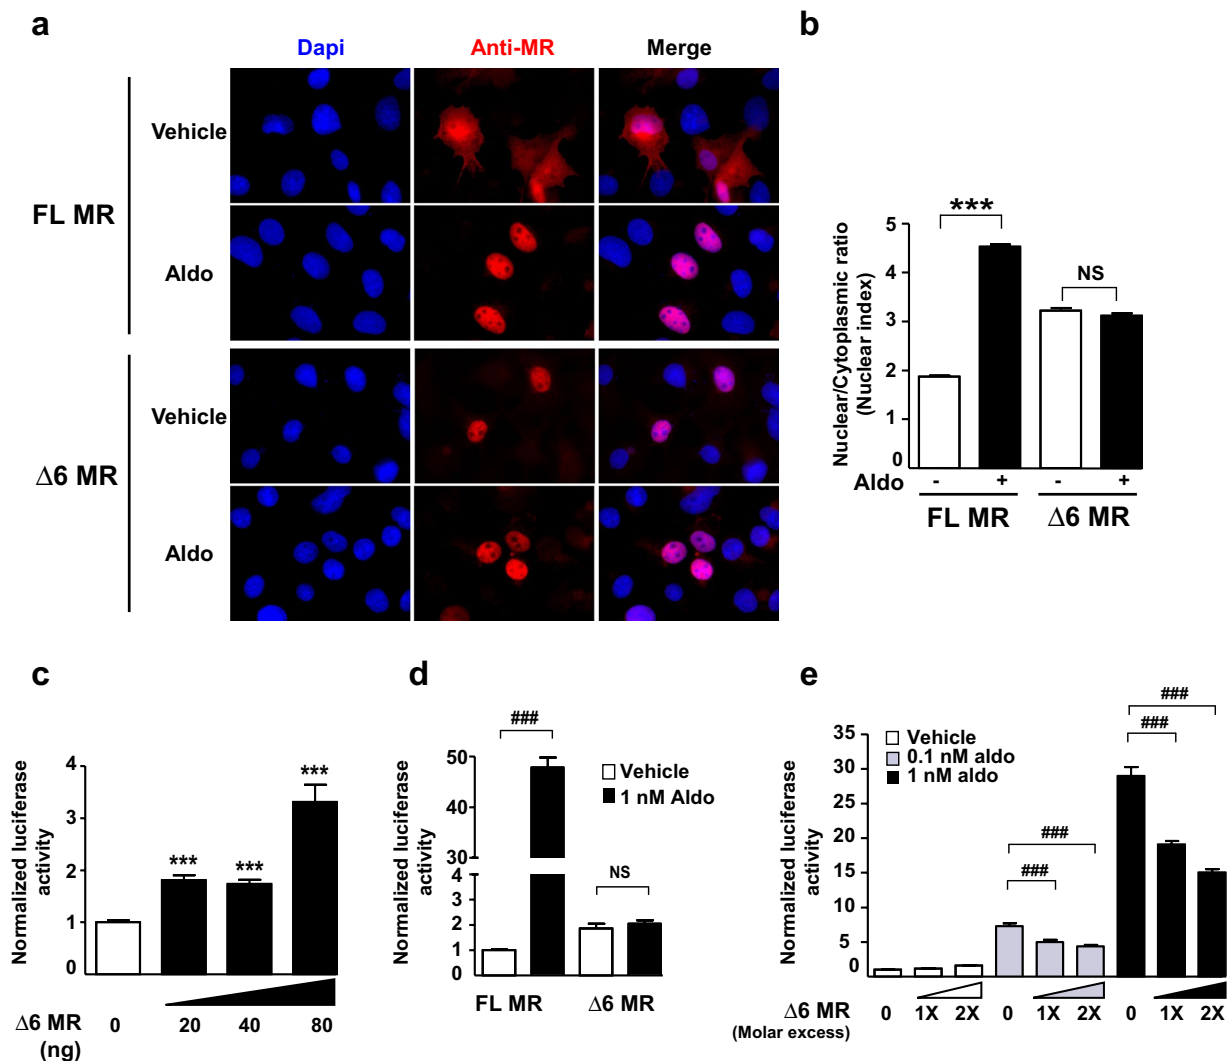 a
Dapi
Anti-MR
Merge
FL MR
Vehicle
Aldo
Δ6 MR
Vehicle
Aldo
b
Nuclear/Cytoplasmic ratio
(Nuclear index)
5
4
3
2
1
0
***
NS
Aldo - + - +
FL MR Δ6 MR
c
Normalized luciferase
activity
4
3
2
1
0
*** *** ***
Δ6 MR 0 20 40 80
(ng)
d
Normalized luciferase
activity
50
40
30
4
3
2
1
0
###
NS
Vehicle
1 nM Aldo
FL MR Δ6 MR
e
Normalized luciferase
activity
35
30
25
20
15
10
5
0
Vehicle
0.1 nM aldo
1 nM aldo
###
###
###
###
Δ6 MR 0 1X 2X 0 1X 2X 0 1X 2X
(Molar excess)